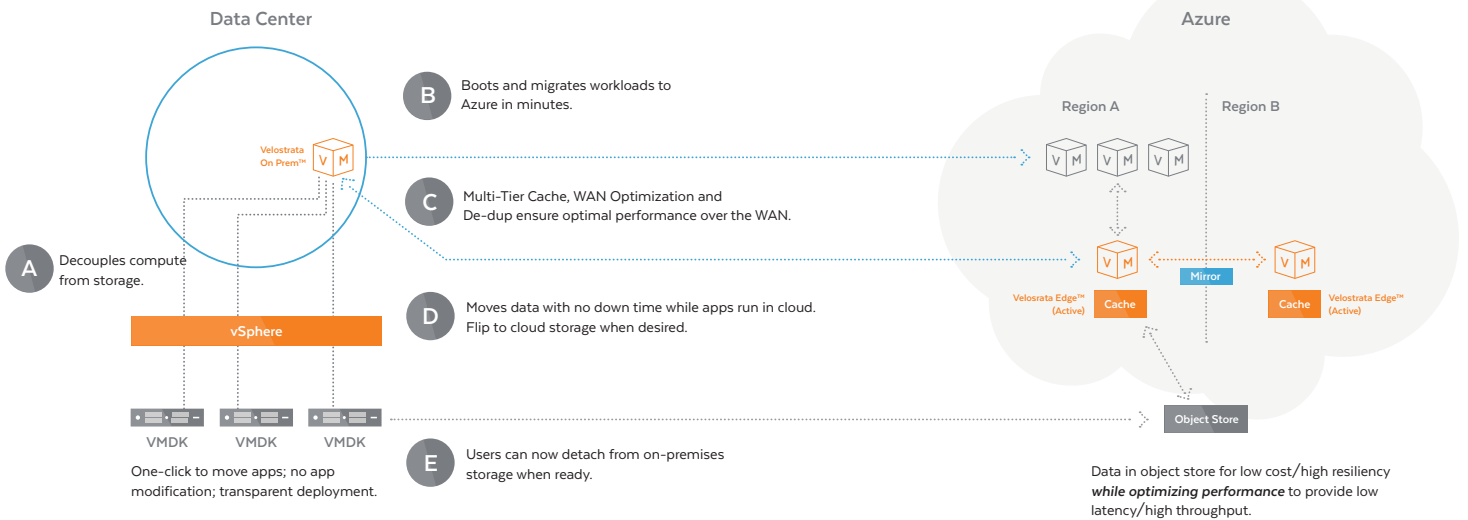 Data Center
Azure
B
Boots and migrates workloads to
Azure in minutes.
Region A
Region B
Velostrata
On Prem™
V M
V M
V M
V M
C
Multi-Tier Cache, WAN Optimization and
De-dup ensure optimal performance over the WAN.
A
Decouples compute
from storage.
V M
V M
Mirror
Velosrata Edge™
(Active)
Cache
Cache
Velostrata Edge™
(Active)
D
Moves data with no down time while apps run in cloud.
Flip to cloud storage when desired.
vSphere
VMDK
VMDK
VMDK
Object Store
E
Users can now detach from on-premises
storage when ready.
One-click to move apps; no app
modification; transparent deployment.
Data in object store for low cost/high resiliency
while optimizing performance to provide low
latency/high throughput.